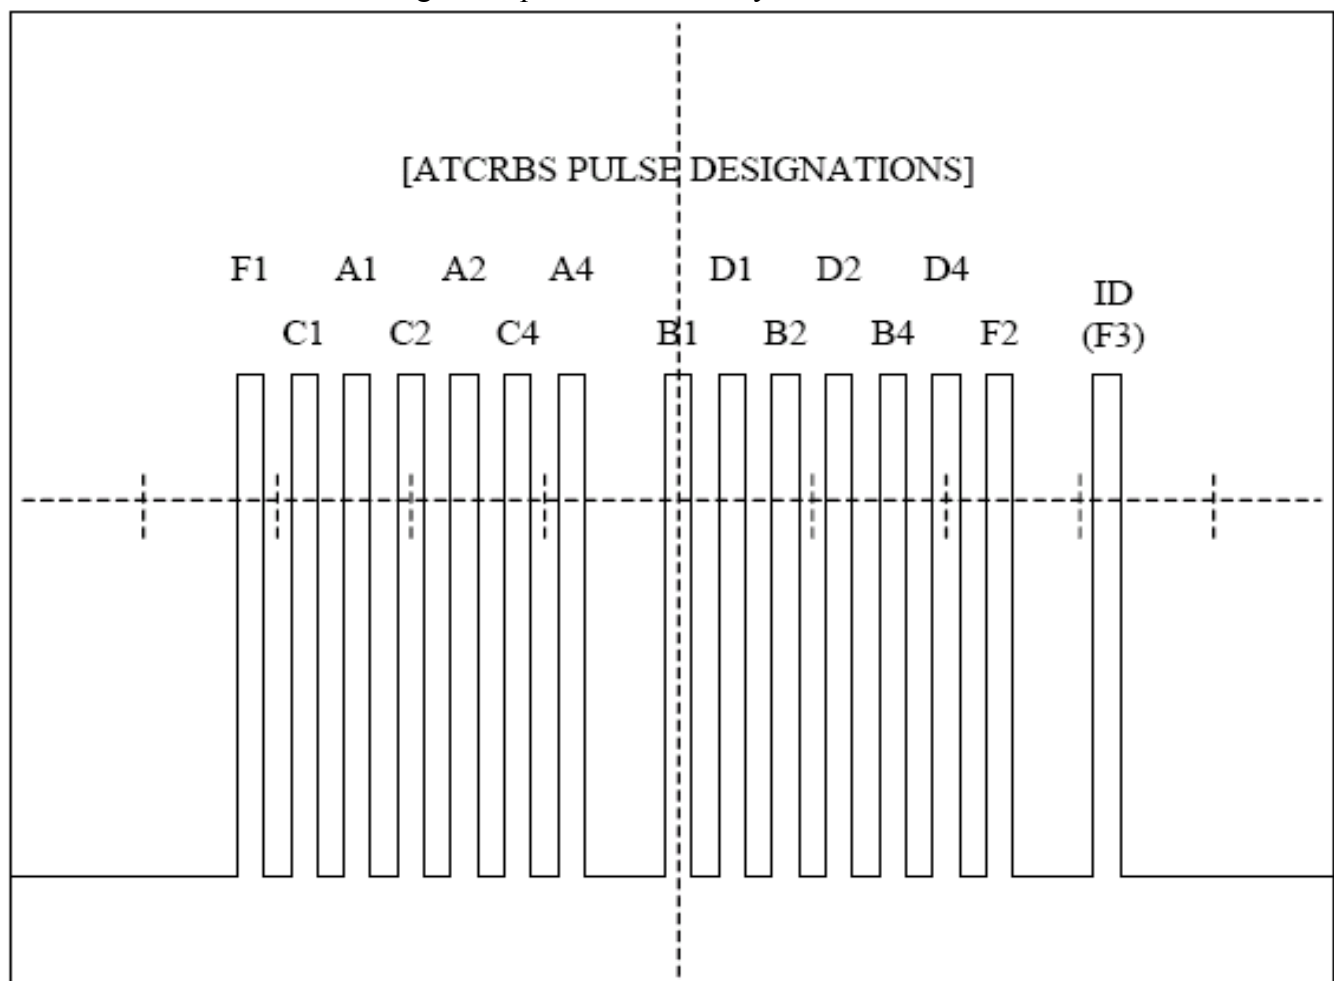 [ATCRBS PULSE DESIGNATIONS]
F1 A1 A2 A4 D1 D2 D4
ID
C1 C2 C4 B1 B2 B4 F2 (F3)